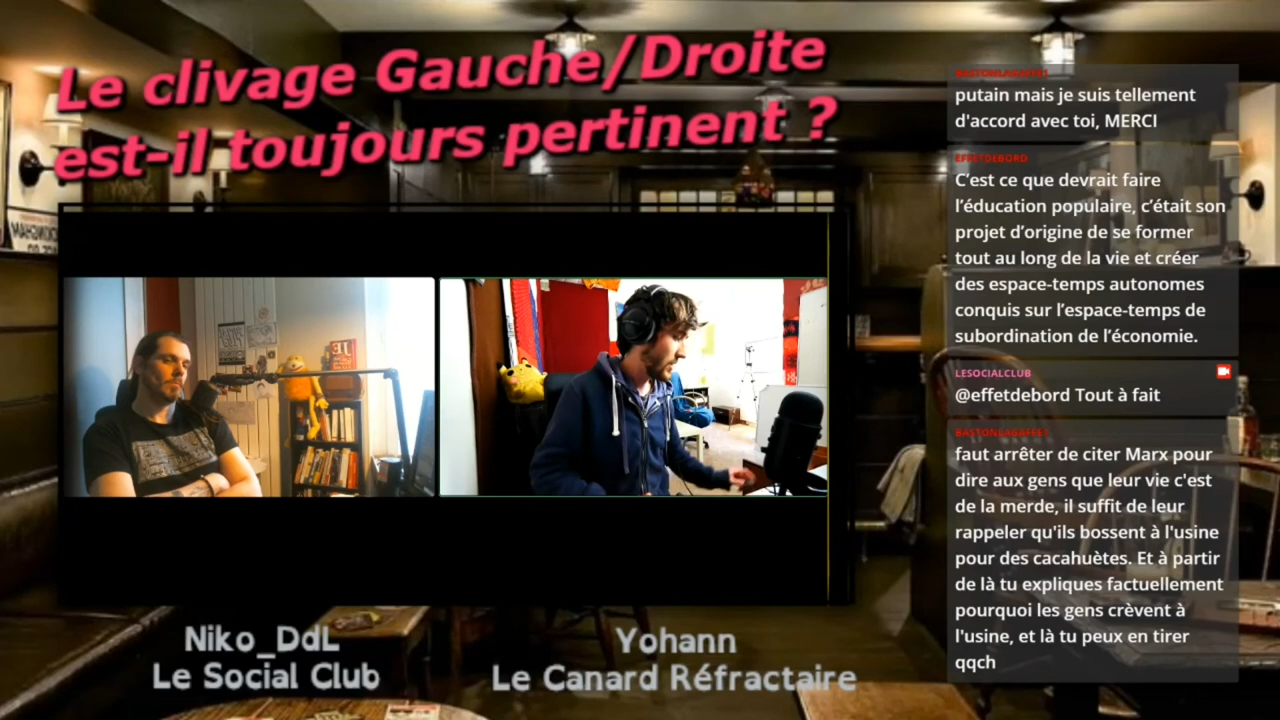 Le clivage Gauche/Droite
est-il toujours pertinent ?
BASTONLAGAFFE1
putain mais je suis tellement
d'accord avec toi, MERCI
EFFETDEBORD
C’est ce que devrait faire
l’éducation populaire, c’était son
projet d’origine de se former
tout au long de la vie et créer
des espace-temps autonomes
conquis sur l’espace-temps de
subordination de l’économie.
LESOCIALCLUB
@effetdebord Tout à fait
BASTONLAGAFFE1
faut arrêter de citer Marx pour
dire aux gens que leur vie c'est
de la merde, il suffit de leur
rappeler qu'ils bossent à l'usine
pour des cacahuètes. Et à partir
de là tu expliques factuellement
pourquoi les gens crèvent à
l'usine, et là tu peux en tirer
qqch
Niko_DdL
Le Social Club
Yohann
Le Canard Réfractaire